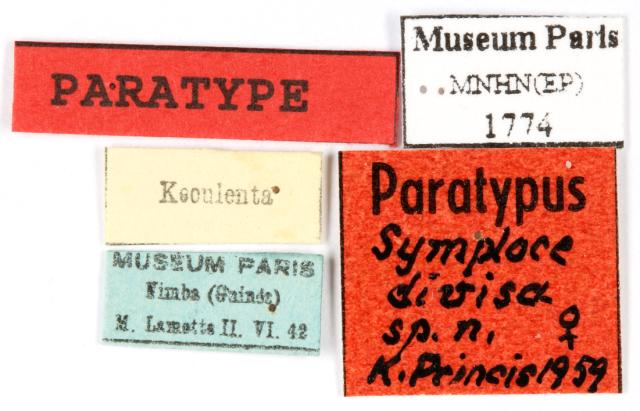 PARATYPE
Museum Paris
MNHN(EP)
1774
Keoulenta
MUSEUM PARIS
Nimba (Guinée)
M. Lamotte II. VI. 42
Paratypus
Symploce
divisa
sp. n. ♀
K. Princis 1959